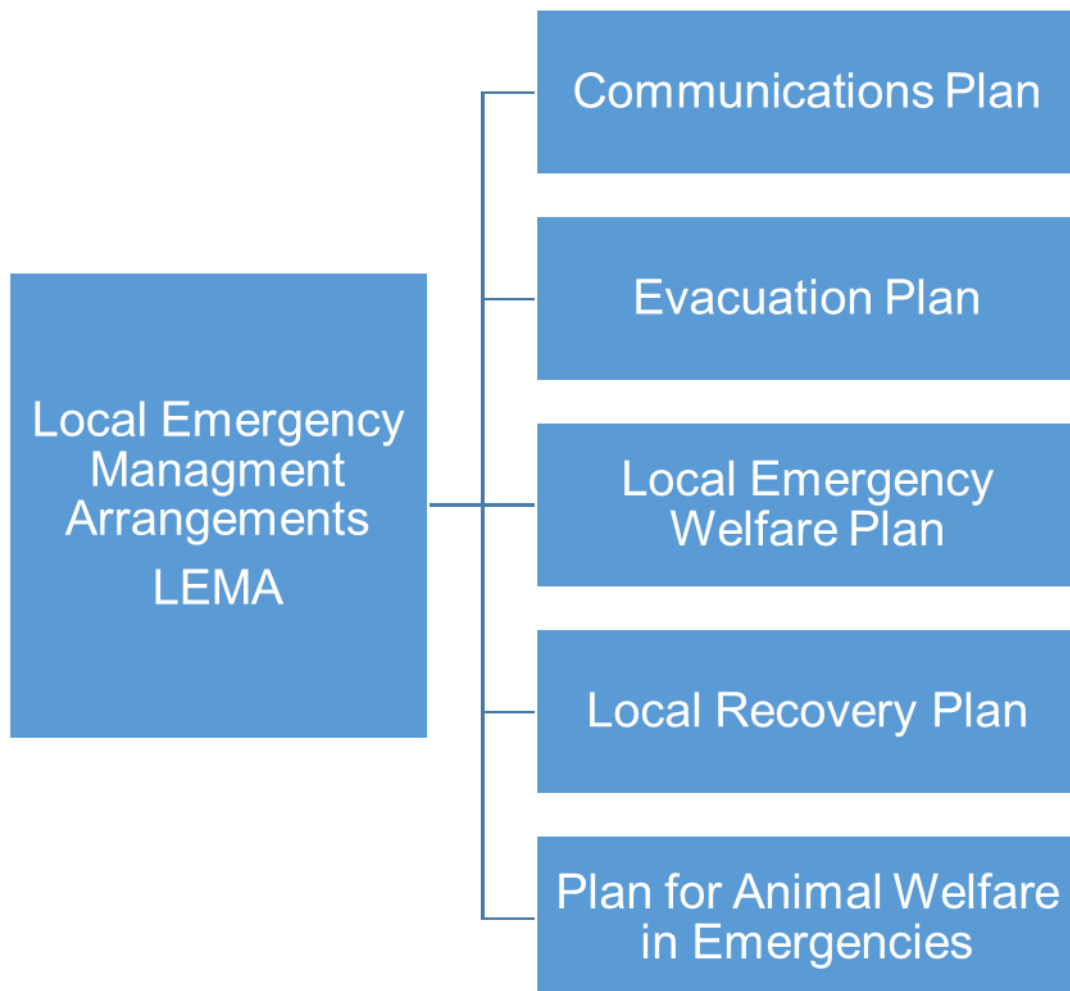 Communications Plan
Evacuation Plan
Local Emergency
Managment
Arrangements
LEMA
Local Emergency
Welfare Plan
Local Recovery Plan
Plan for Animal Welfare
in Emergencies